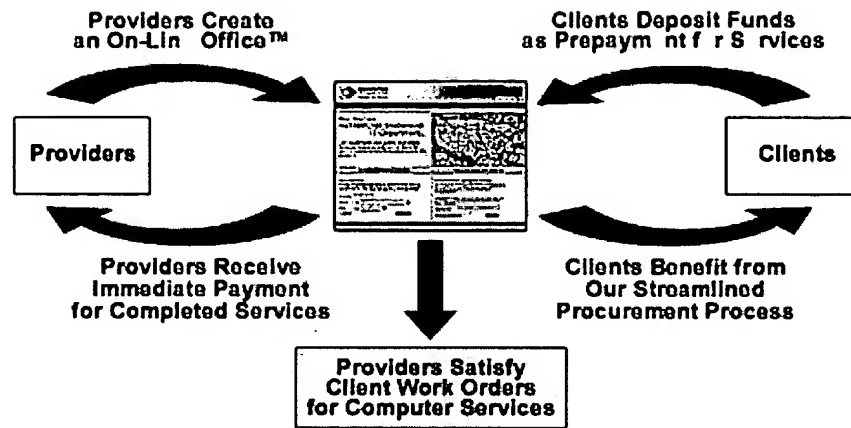 Providers Create
an On-Lin Office™
Clients Deposit Funds
as Prepaym nt f r S rvices
Providers
Clients
Providers Receive
Immediate Payment
for Completed Services
Clients Benefit from
Our Streamlined
Procurement Process
Providers Satisfy
Client Work Orders
for Computer Services